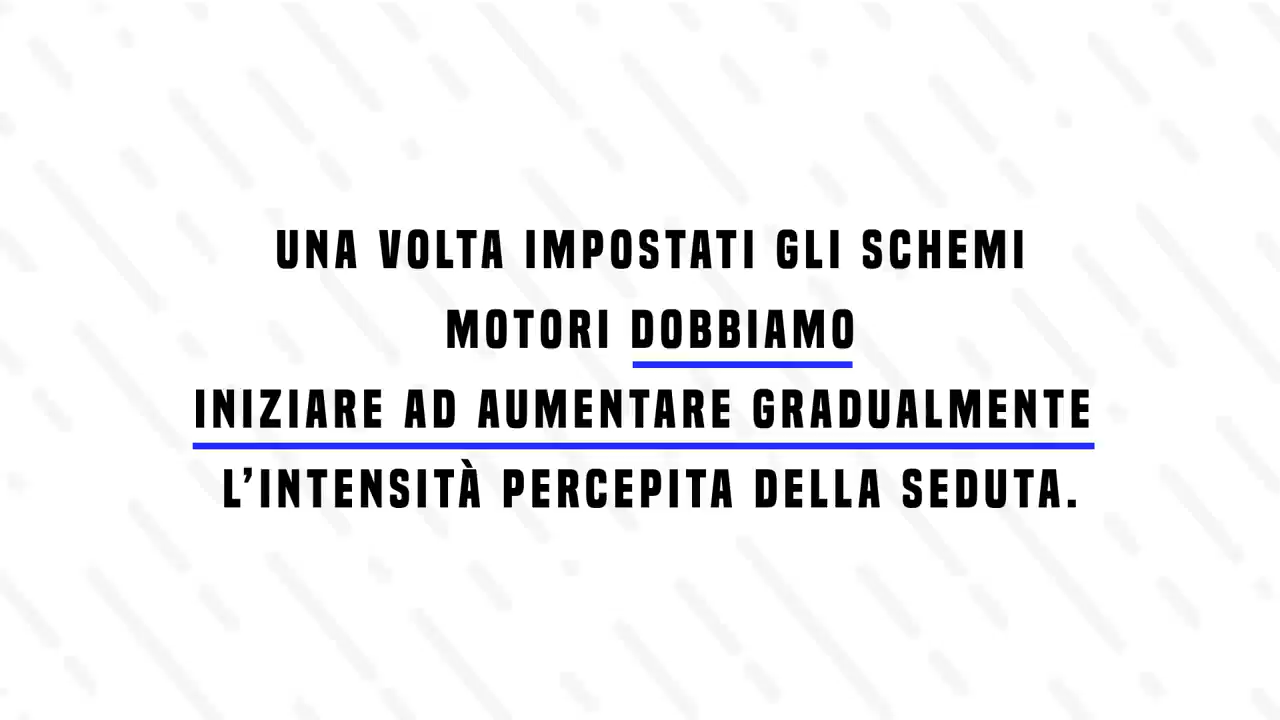 UNA VOLTA IMPOSTATI GLI SCHEMI
MOTORI DOBBIAMO
INIZIARE AD AUMENTARE GRADUALMENTE
L’INTENSITÀ PERCEPITA DELLA SEDUTA.